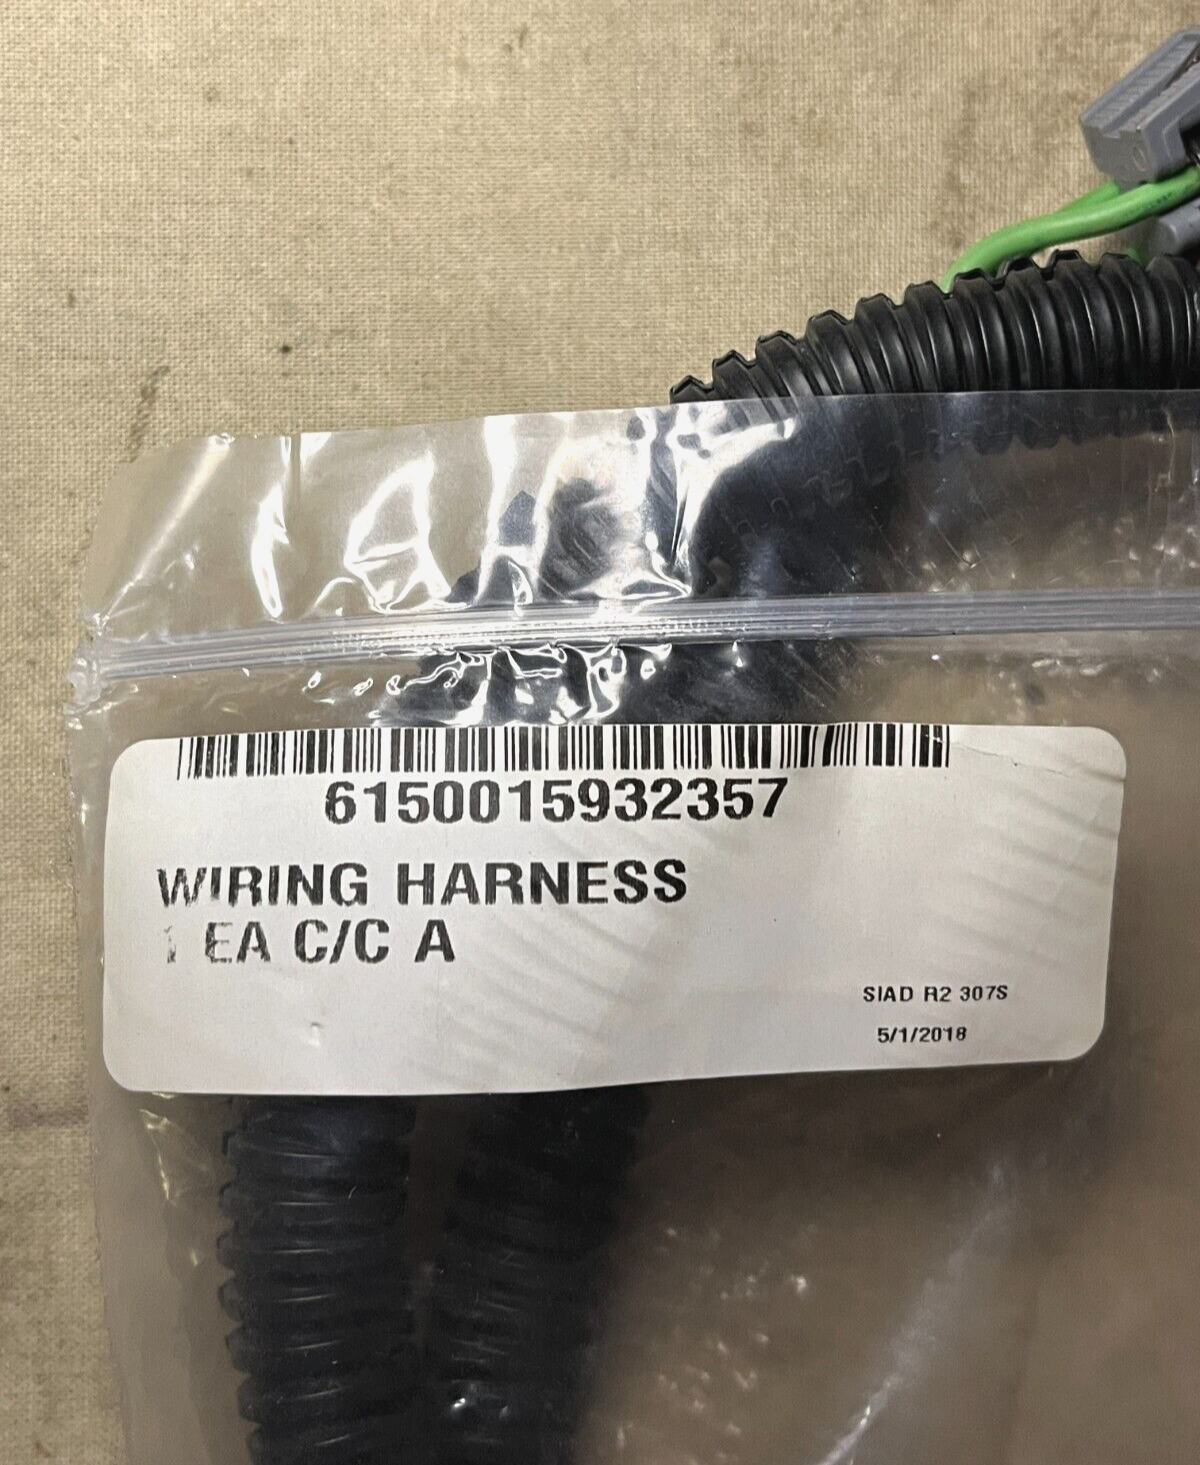 6150015932357
WIRING HARNESS
1 EA C/C A
SIAD R2 307S
5/1/2018